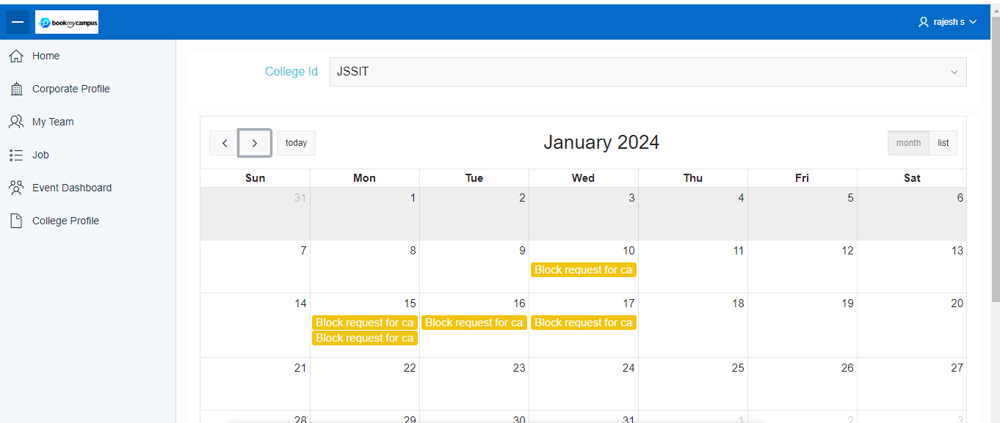 bookmycampus
rajesh s
Home
Corporate Profile
My Team
Job
Event Dashboard
College Profile
College Id JSSIT
today
January 2024
month list
Sun Mon Tue Wed Thu Fri Sat
31 1 2 3 4 5 6
7 8 9 10 11 12 13
Block request for ca
14 15 16 17 18 19 20
Block request for ca Block request for ca Block request for ca
Block request for ca
21 22 23 24 25 26 27
28 29 30 31 1 2 3